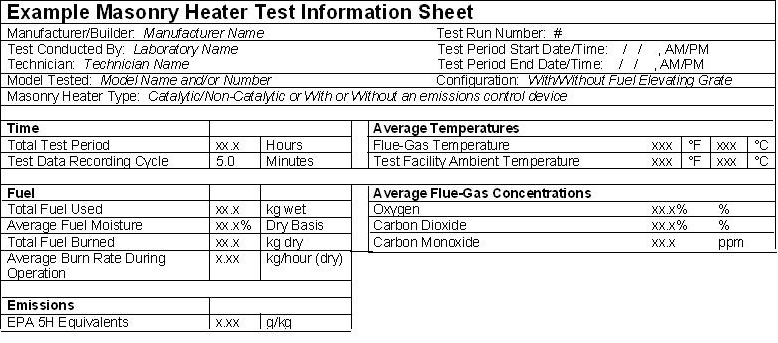 Example Masonry Heater Test Information Sheet
Manufacturer/Builder: Manufacturer Name Test Run Number: #
Test Conducted By: Laboratory Name Test Period Start Date/Time: / / , AM/PM
Technician: Technician Name Test Period End Date/Time: / / , AM/PM
Model Tested: Model Name and/or Number Configuration: With/Without Fuel Elevating Grate
Masonry Heater Type: Catalytic/Non-Catalytic or With or Without an emissions control device
Time
Total Test Period xx.x Hours
Test Data Recording Cycle 5.0 Minutes
Average Temperatures
Flue-Gas Temperature xxx °F xxx °C
Test Facility Ambient Temperature xxx °F xxx °C
Fuel
Total Fuel Used xx.x kg wet
Average Fuel Moisture xx.x% Dry Basis
Total Fuel Burned xx.x kg dry
Average Burn Rate During x.xx kg/hour (dry)
Operation
Average Flue-Gas Concentrations
Oxygen xx.x% %
Carbon Dioxide xx.x% %
Carbon Monoxide xx.x ppm
Emissions
EPA 5H Equivalents x.xx g/kg